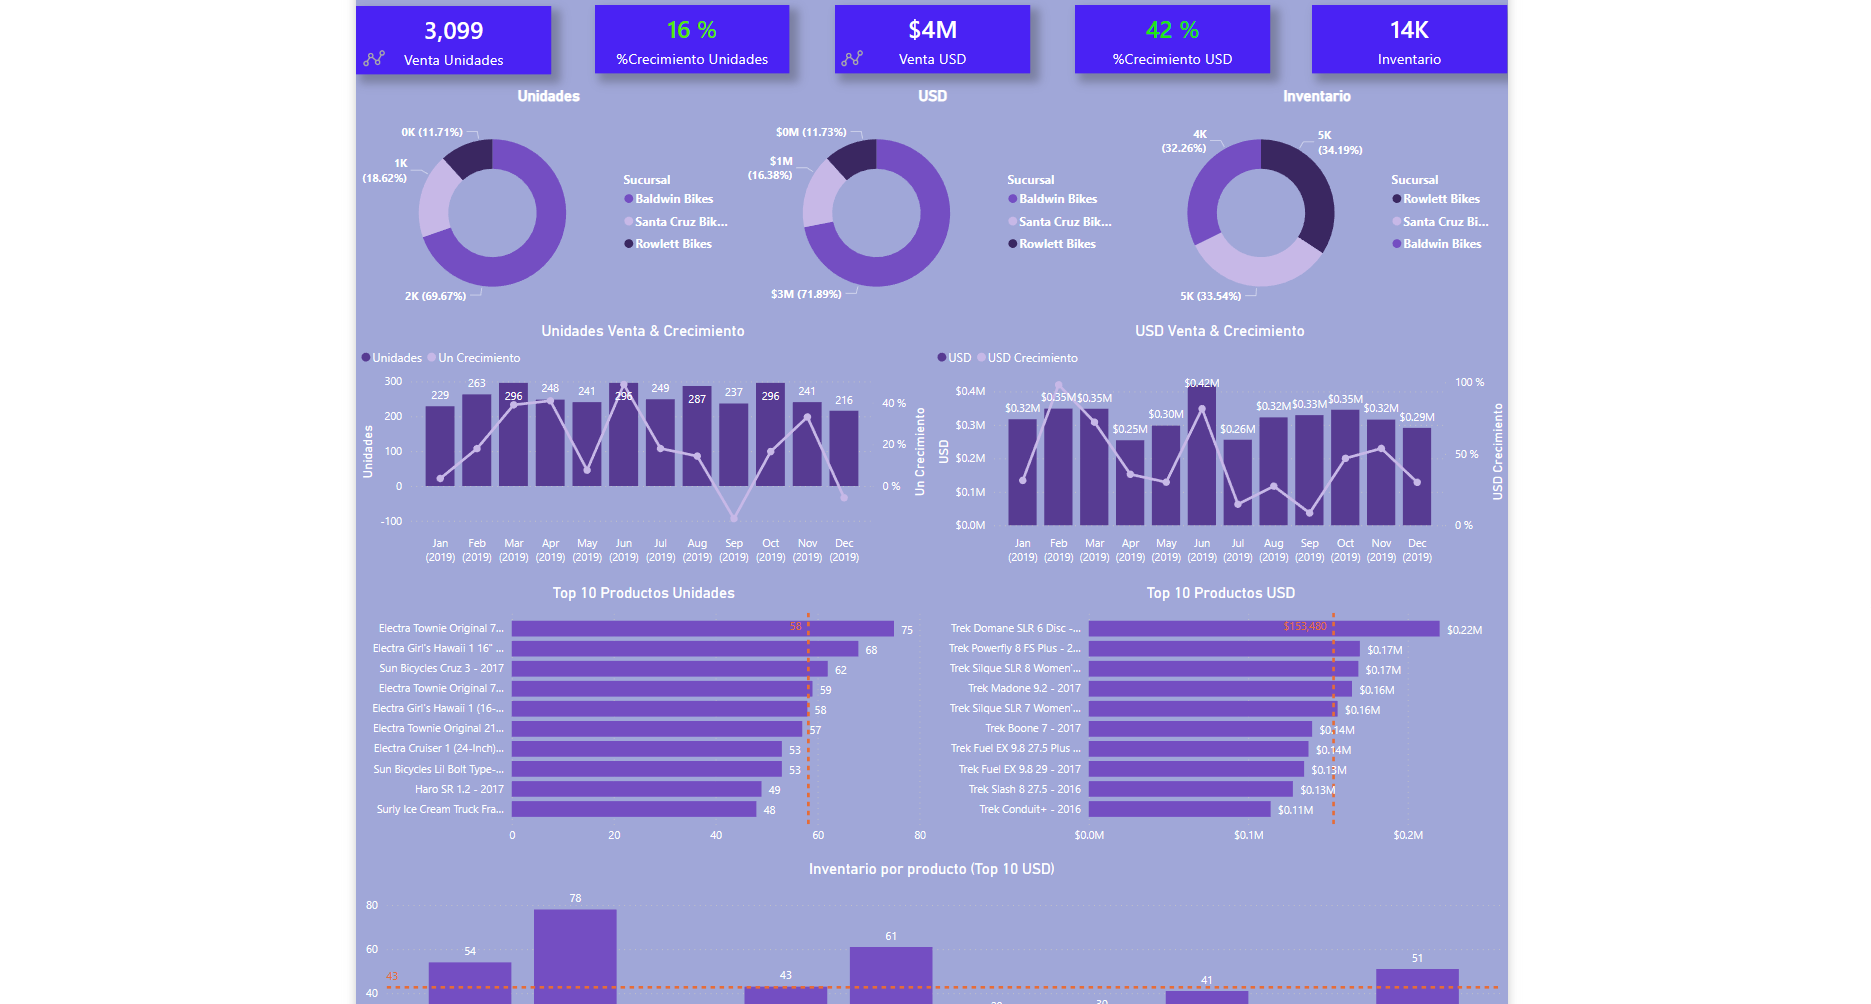 3,099
Venta Unidades
16 %
%Crecimiento Unidades
$4M
Venta USD
42 %
%Crecimiento USD
14K
Inventario
Unidades
0K (11.71%)
1K
(18.62%)
2K (69.67%)
Sucursal
Baldwin Bikes
Santa Cruz Bik...
Rowlett Bikes
USD
$0M (11.73%)
$1M
(16.38%)
$3M (71.89%)
Sucursal
Baldwin Bikes
Santa Cruz Bik...
Rowlett Bikes
Inventario
4K
(32.26%)
5K
(34.19%)
5K (33.54%)
Sucursal
Rowlett Bikes
Santa Cruz Bi...
Baldwin Bikes
Unidades Venta & Crecimiento
Unidades Un Crecimiento
300
200
100
0
-100
Unidades
229 263 296 248 241 296 249 287 237 296 241 216
40 %
20 %
0 %
Un Crecimiento
Jan Feb Mar Apr May Jun Jul Aug Sep Oct Nov Dec
(2019) (2019) (2019) (2019) (2019) (2019) (2019) (2019) (2019) (2019) (2019) (2019)
USD Venta & Crecimiento
USD USD Crecimiento
$0.4M
$0.3M
$0.2M
$0.1M
$0.0M
USD
$0.32M $0.35M $0.35M $0.25M $0.30M $0.42M $0.26M $0.32M $0.33M $0.35M $0.32M $0.29M
100 %
50 %
0 %
USD Crecimiento
Jan Feb Mar Apr May Jun Jul Aug Sep Oct Nov Dec
(2019) (2019) (2019) (2019) (2019) (2019) (2019) (2019) (2019) (2019) (2019) (2019)
Top 10 Productos Unidades
58
Electra Townie Original 7... 75
Electra Girl's Hawaii 1 16" ... 68
Sun Bicycles Cruz 3 - 2017 62
Electra Townie Original 7... 59
Electra Girl's Hawaii 1 (16-... 58
Electra Townie Original 21... 57
Electra Cruiser 1 (24-Inch)... 53
Sun Bicycles Lil Bolt Type-... 53
Haro SR 1.2 - 2017 49
Surly Ice Cream Truck Fra... 48
0 20 40 60 80
Top 10 Productos USD
$153,480
Trek Domane SLR 6 Disc -... $0.22M
Trek Powerfly 8 FS Plus - 2... $0.17M
Trek Silque SLR 8 Women'... $0.17M
Trek Madone 9.2 - 2017 $0.16M
Trek Silque SLR 7 Women'... $0.16M
Trek Boone 7 - 2017 $0.14M
Trek Fuel EX 9.8 27.5 Plus ... $0.14M
Trek Fuel EX 9.8 29 - 2017 $0.13M
Trek Slash 8 27.5 - 2016 $0.13M
Trek Conduit+ - 2016 $0.11M
$0.0M $0.1M $0.2M
Inventario por producto (Top 10 USD)
80
60
40
43
54 78 43 61 41 51